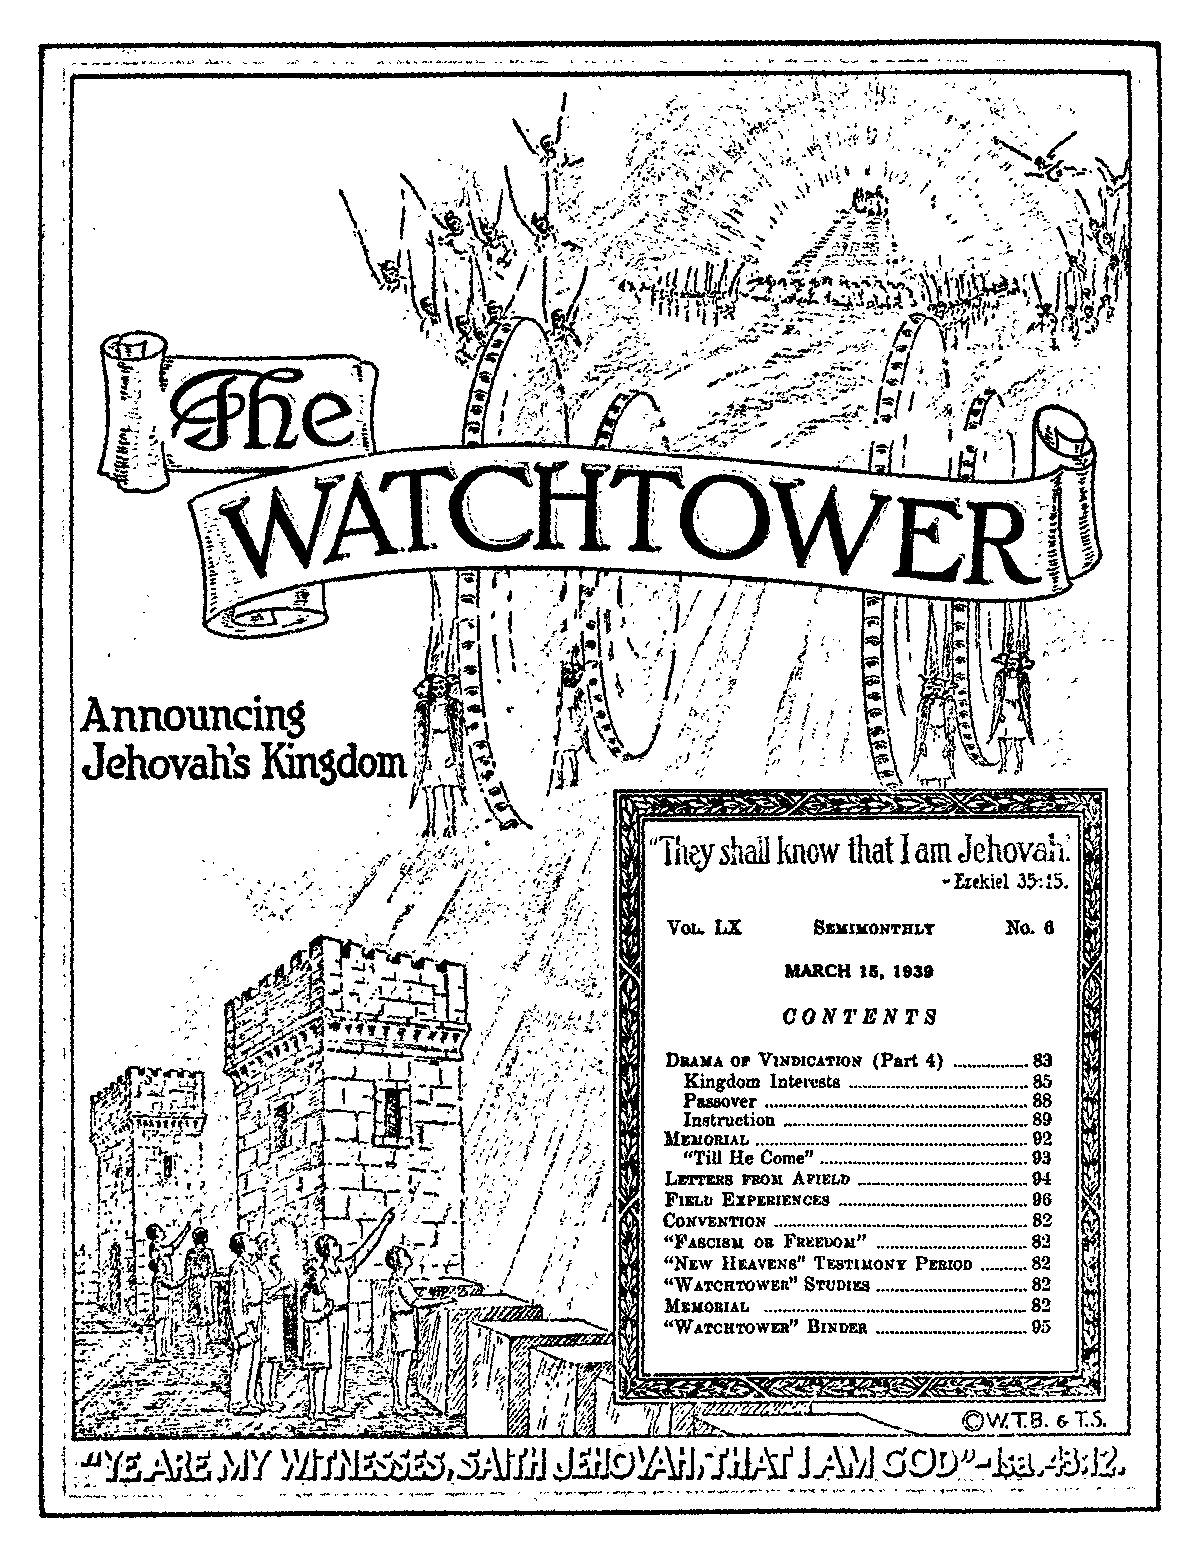 The
WATCHTOWER
Announcing
Jehovah's Kingdom
"They shall know that I am Jehovah."
-Ezekiel 35:15.
VOL. LX SEMIMONTHLY No. 6
MARCH 15, 1939
CONTENTS
DRAMA OF VINDICATION (Part 4) ............... 83
Kingdom Interests ............... 85
Passover ............... 88
Instruction ............... 89
MEMORIAL ............... 92
"Till He Come" ............... 93
LETTERS FROM AFIELD ............... 94
FIELD EXPERIENCES ............... 96
CONVENTION ............... 82
"FASCISM OR FREEDOM" ............... 82
"NEW HEAVENS" TESTIMONY PERIOD ......... 82
"WATCHTOWER" STUDIES ............... 82
MEMORIAL ............... 82
"WATCHTOWER" BINDER ............... 95
©W.T.B. & T.S.
"YE ARE MY WITNESSES, SAITH JEHOVAH, THAT I AM GOD"-Isa. 43:12.